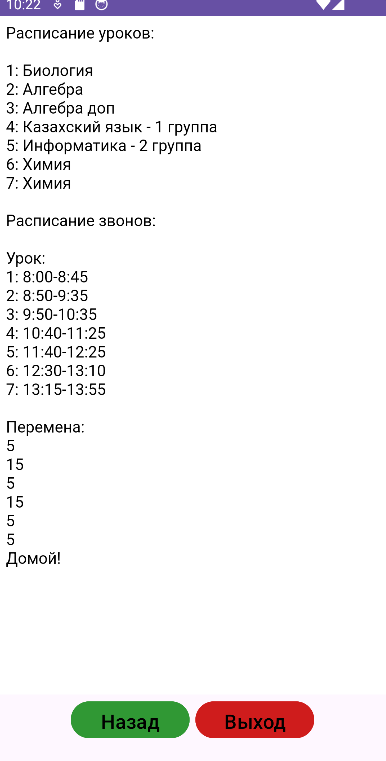 10:22
Расписание уроков:
1: Биология
2: Алгебра
3: Алгебра доп
4: Казахский язык - 1 группа
5: Информатика - 2 группа
6: Химия
7: Химия
Расписание звонов:
Урок:
1: 8:00-8:45
2: 8:50-9:35
3: 9:50-10:35
4: 10:40-11:25
5: 11:40-12:25
6: 12:30-13:10
7: 13:15-13:55
Перемена:
5
15
5
15
5
5
Домой!
Назад Выход